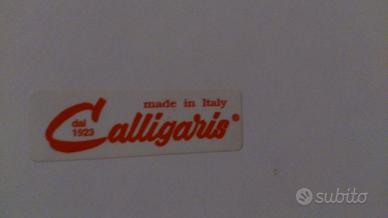 made in Italy
Calligaris®
dal
1923
subito